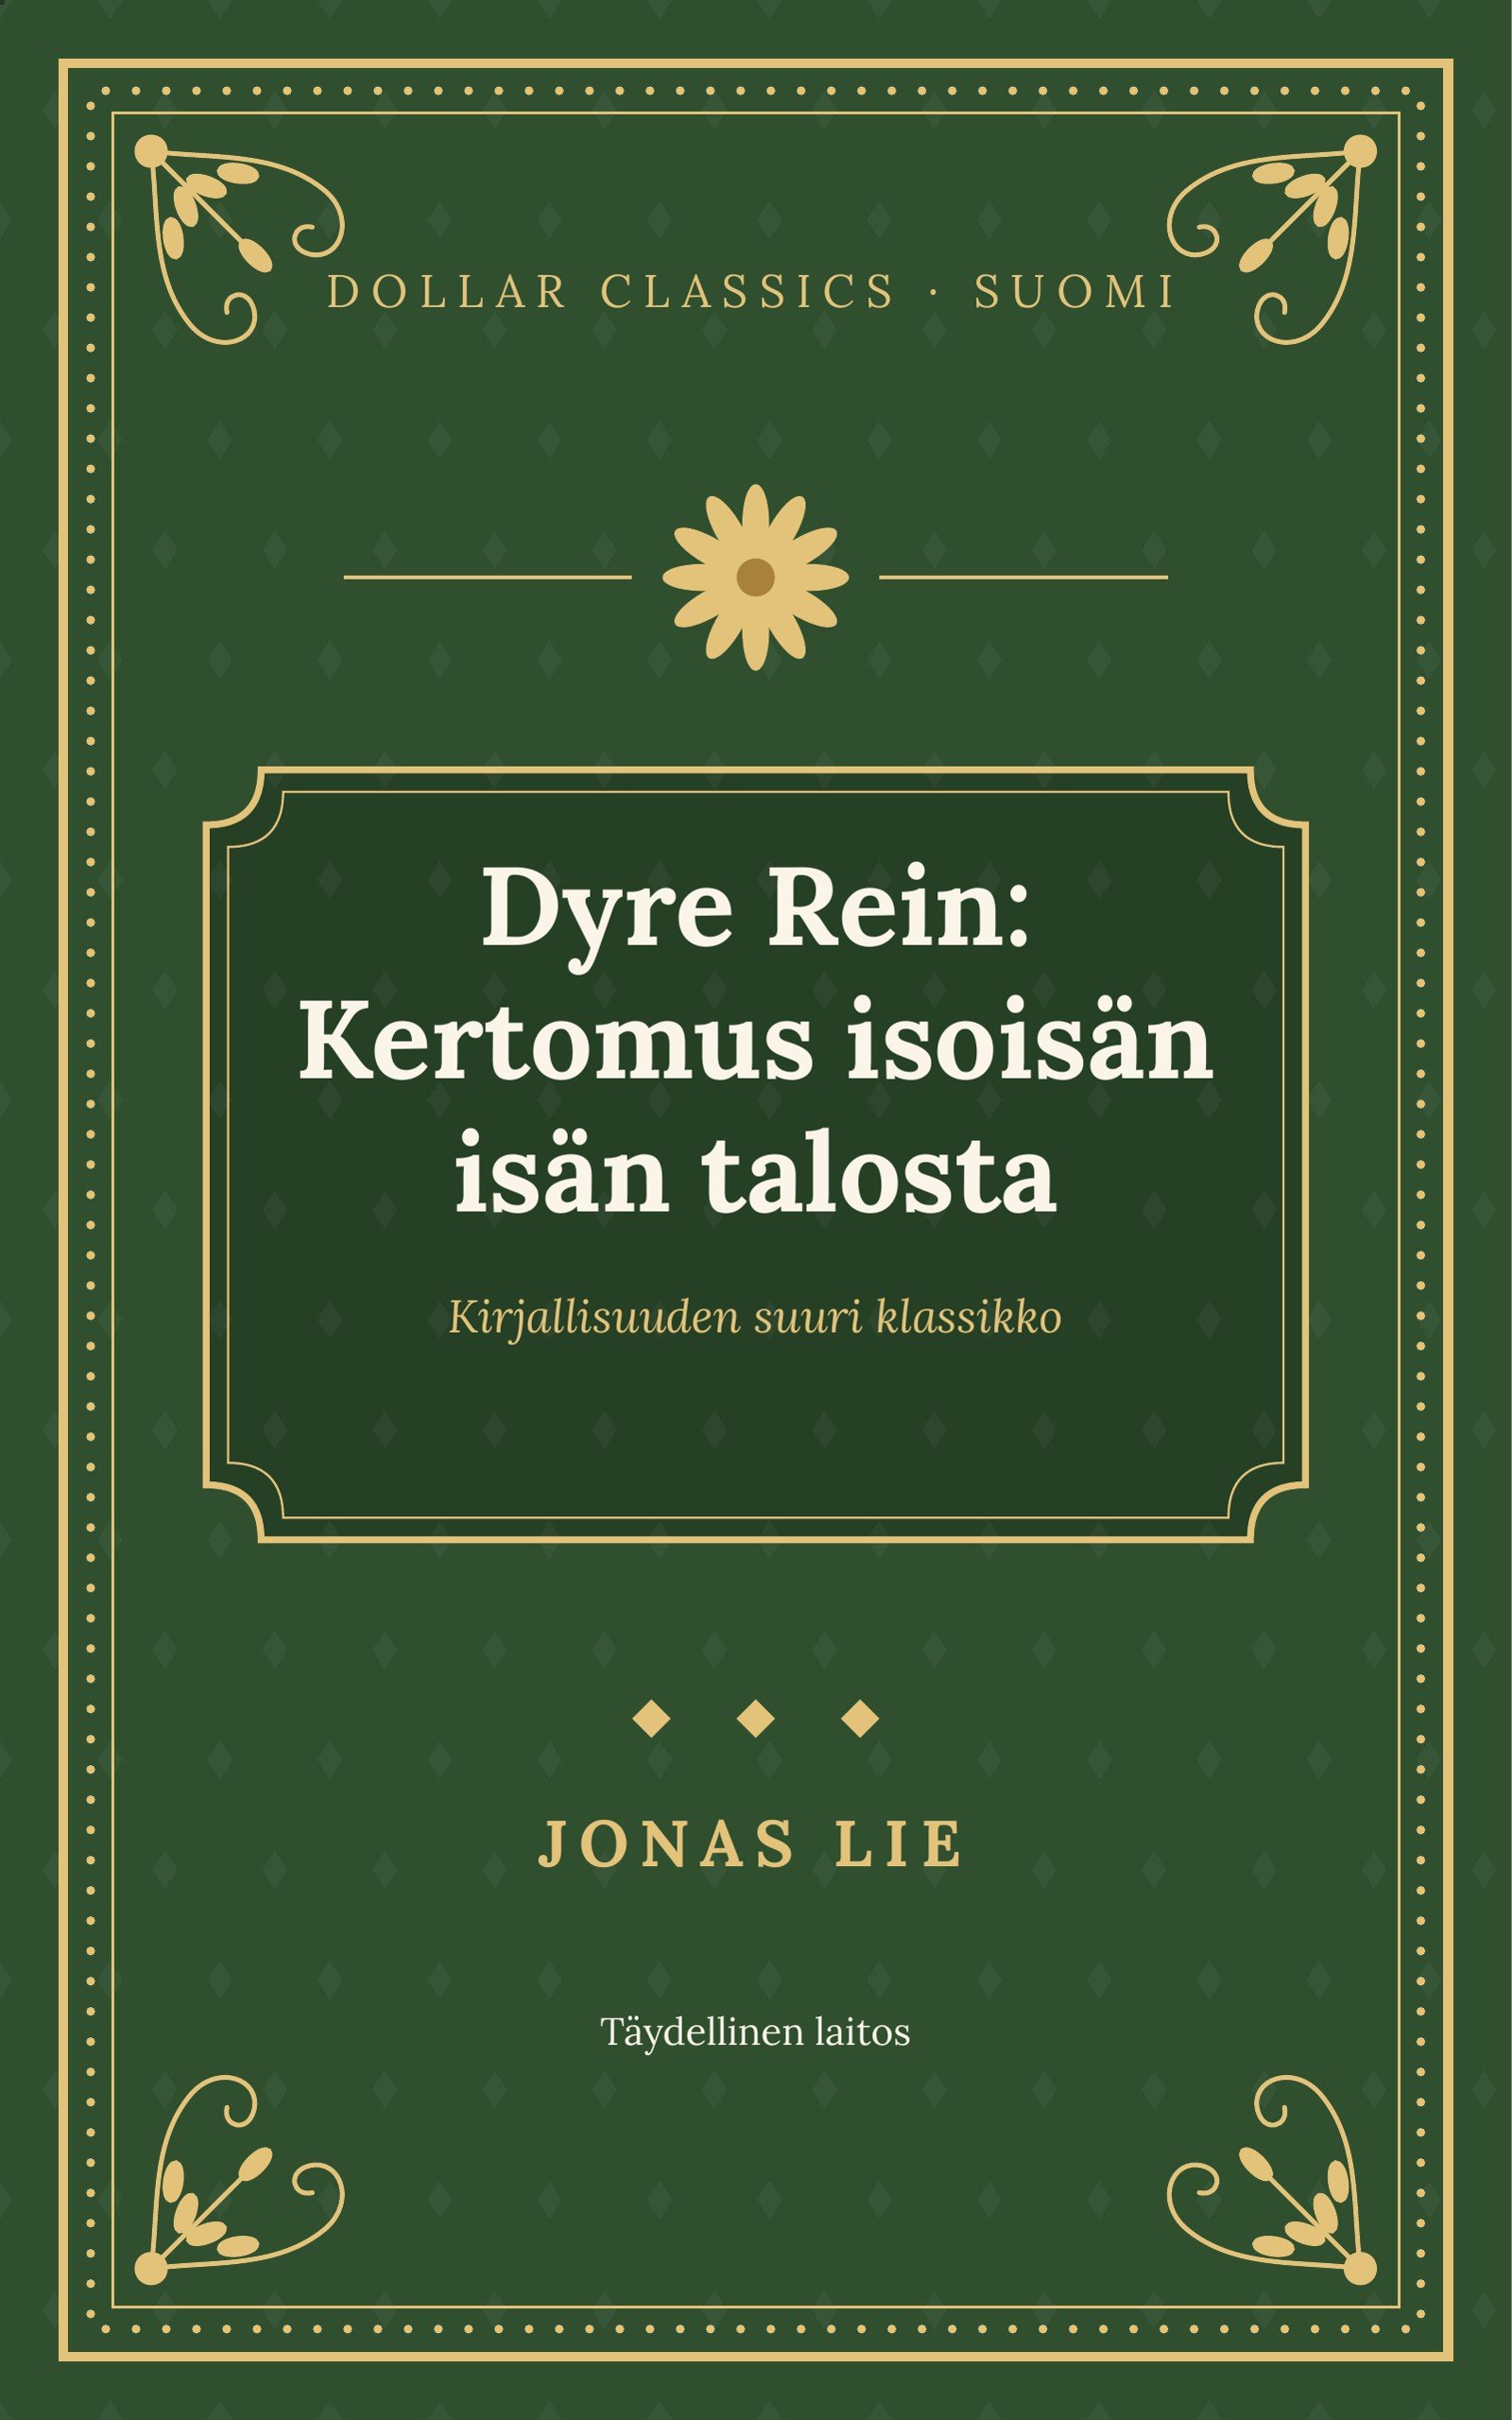 DOLLAR CLASSICS · SUOMI
Dyre Rein:
Kertomus isoisän
isän talosta
Kirjallisuuden suuri klassikko
JONAS LIE
Täydellinen laitos